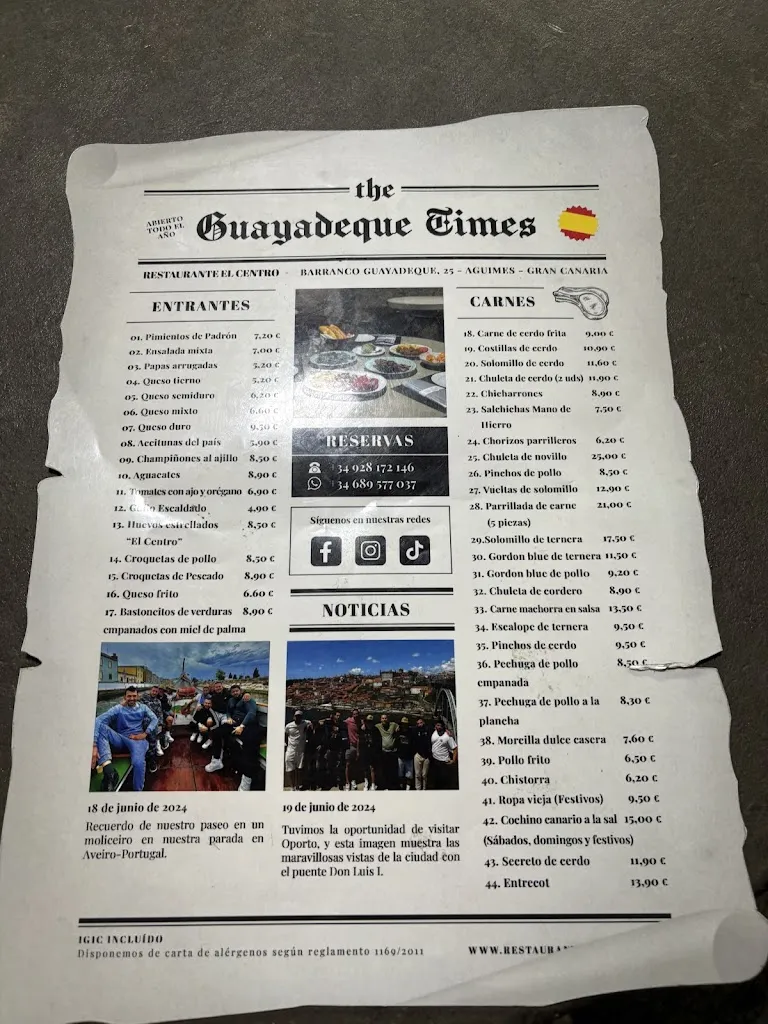 the
ABIERTO
TODO EL
AÑO
Guayadeque Times
RESTAURANTE EL CENTRO - BARRANCO GUAYADEQUE, 25 - AGUIMES - GRAN CANARIA
ENTRANTES
01. Pimientos de Padrón 7,20 €
02. Ensalada mixta 7,00 €
03. Papas arrugadas 5,20 €
04. Queso tierno 5,20 €
05. Queso semiduro 6,20 €
06. Queso mixto 6,60 €
07. Queso duro 9,50 €
08. Aceitunas del país 3,90 €
09. Champiñones al ajillo 8,50 €
10. Aguacates 8,90 €
11. Tomates con ajo y orégano 6,90 €
12. Escaldado 4,90 €
13. Huevos estrellados 8,50 €
"El Centro"
14. Croquetas de pollo 8,50 €
15. Croquetas de Pescado 8,90 €
16. Queso frito 6,60 €
17. Bastoncitos de verduras 8,90 €
empanados con miel de palma
RESERVAS
34 928 172 146
34 689 577 037
Síguenos en nuestras redes
NOTICIAS
18 de junio de 2024
Recuerdo de nuestro paseo en un
moliceiro en nuestra parada en
Aveiro-Portugal.
19 de junio de 2024
Tuvimos la oportunidad de visitar
Oporto, y esta imagen muestra las
maravillosas vistas de la ciudad con
el puente Don Luis I.
CARNES
18. Carne de cerdo frita 9,00 €
19. Costillas de cerdo 10,90 €
20. Solomillo de cerdo 11,60 €
21. Chuleta de cerdo (2 uds) 11,90 €
22. Chicharrones 8,90 €
23. Salchichas Mano de 7,50 €
Hierro
24. Chorizos parrilleros 6,20 €
25. Chuleta de novillo 25,00 €
26. Pinchos de pollo 8,50 €
27. Vueltas de solomillo 12,90 €
28. Parrillada de carne 21,00 €
(5 piezas)
29.Solomillo de ternera 17,50 €
30. Gordon blue de ternera 11,50 €
31. Gordon blue de pollo 9,20 €
32. Chuleta de cordero 8,90 €
33. Carne machorra en salsa 13,50 €
34. Escalope de ternera 9,50 €
35. Pinchos de cerdo 9,50 €
36. Pechuga de pollo 8,50 €
empanada
37. Pechuga de pollo a la 8,30 €
plancha
38. Morcilla dulce casera 7,60 €
39. Pollo frito 6,50 €
40. Chistorra 6,20 €
41. Ropa vieja (Festivos) 9,50 €
42. Cochino canario a la sal 15,00 €
(Sábados, domingos y festivos)
43. Secreto de cerdo 11,90 €
44. Entrecot 13,90 €
IGIC INCLUÍDO
Disponemos de carta de alérgenos según reglamento 1169/2011